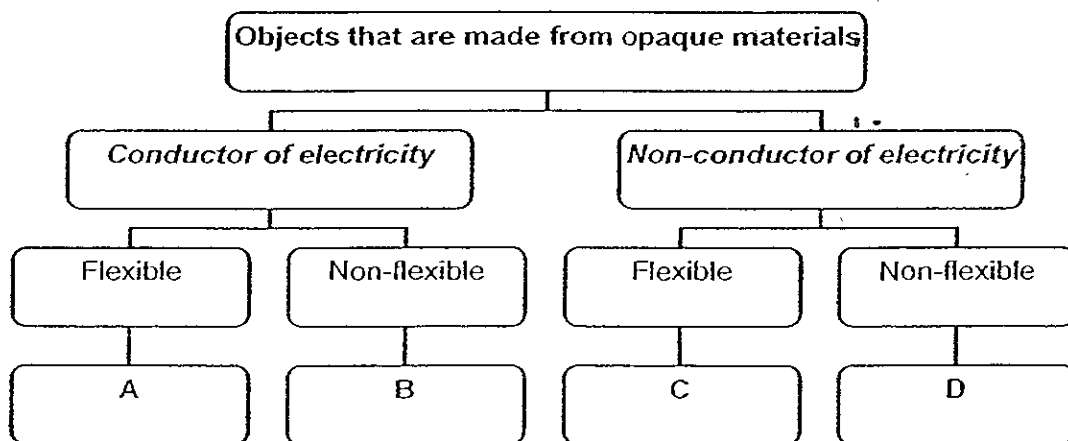 Objects that are made from opaque materials
Conductor of electricity
Non-conductor of electricity
Flexible
Non-flexible
Flexible
Non-flexible
A
B
C
D